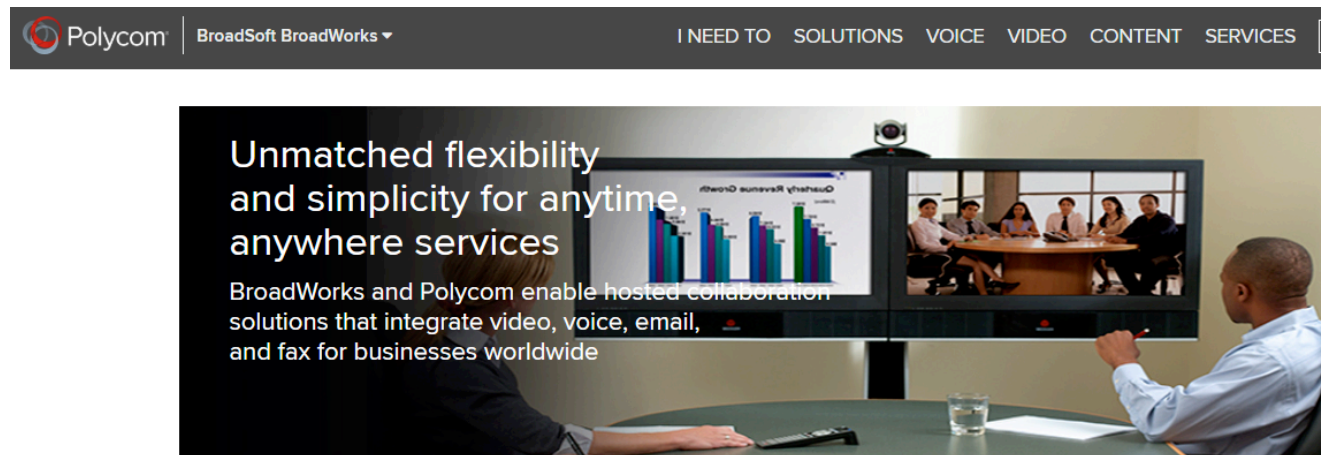 Polycom
BroadSoft BroadWorks
I NEED TO SOLUTIONS VOICE VIDEO CONTENT SERVICES
Unmatched flexibility
and simplicity for anytime,
anywhere services
Quarterly Revenue Growth
BroadWorks and Polycom enable hosted collaboration
solutions that integrate video, voice, email,
and fax for businesses worldwide